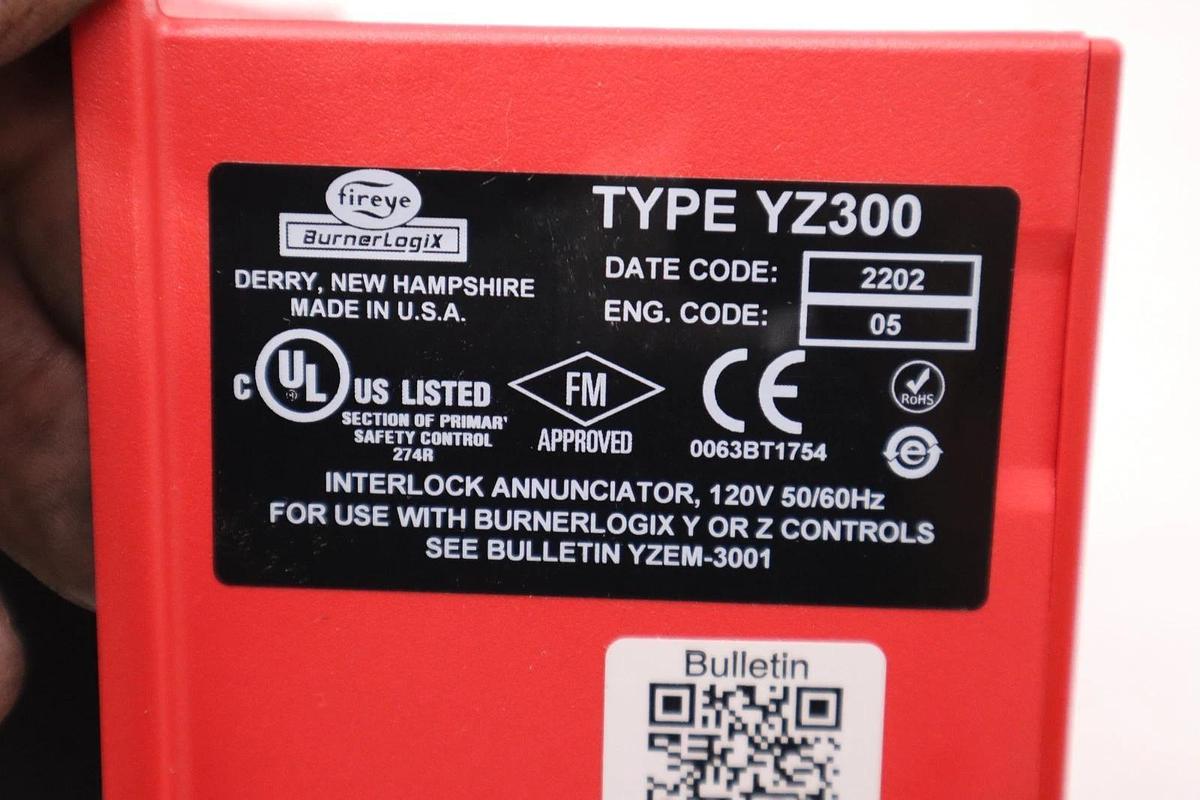 fireye
BurnerLogiX
DERRY, NEW HAMPSHIRE
MADE IN U.S.A.
TYPE YZ300
DATE CODE: 2202
ENG. CODE: 05
C UL US LISTED
SECTION OF PRIMAR'
SAFETY CONTROL
274R
FM
APPROVED
CE
0063BT1754
RoHS
e
INTERLOCK ANNUNCIATOR, 120V 50/60Hz
FOR USE WITH BURNERLOGIX Y OR Z CONTROLS
SEE BULLETIN YZEM-3001
Bulletin